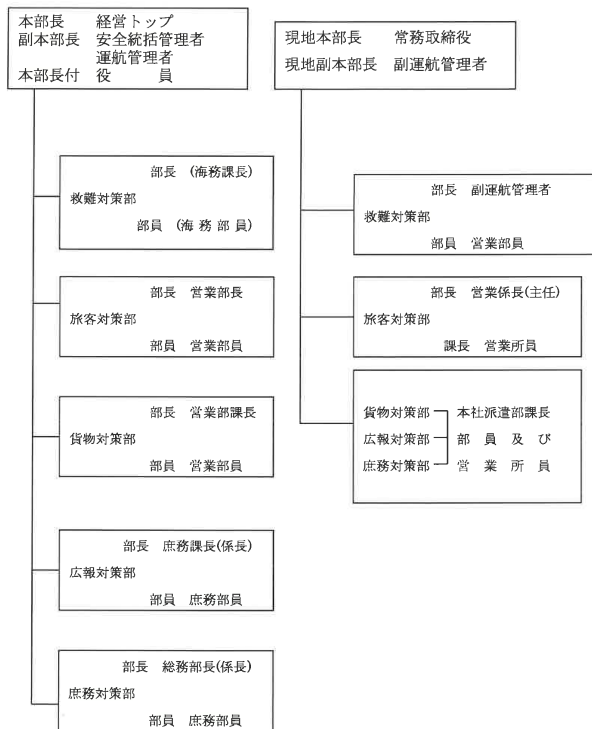 本部長 経営トップ
副本部長 安全統括管理者
運航管理者
本部長付 役 員
部長 (海務課長)
救難対策部
部員 (海務部員)
部長 営業部長
旅客対策部
部員 営業部員
部長 営業部課長
貨物対策部
部員 営業部員
部長 庶務課長(係長)
広報対策部
部員 庶務部員
部長 総務部長(係長)
庶務対策部
部員 庶務部員
現地本部長 常務取締役
現地副本部長 副運航管理者
部長 副運航管理者
救難対策部
部員 営業部員
部長 営業係長(主任)
旅客対策部
課長 営業所員
貨物対策部 本社派遣部課長
広報対策部 部 員 及 び
庶務対策部 営 業 所 員